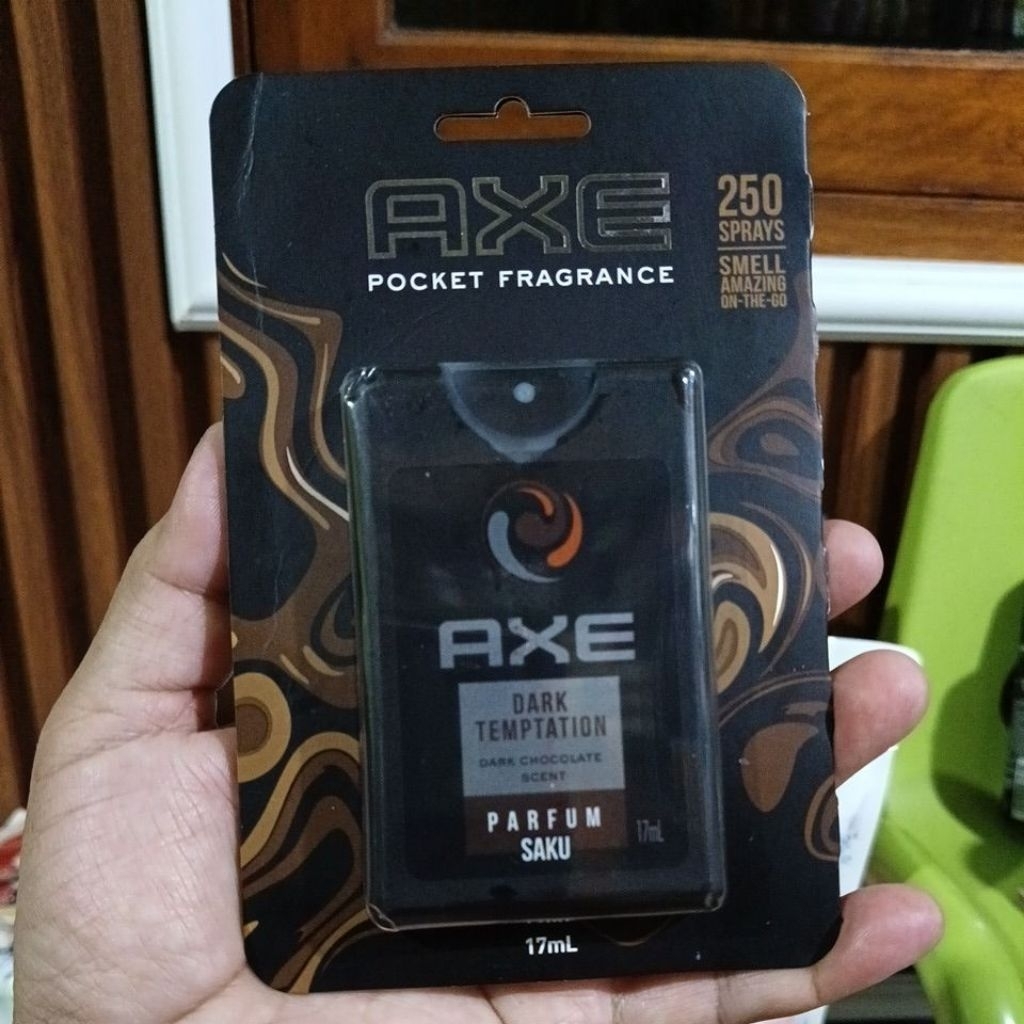 AXE
POCKET FRAGRANCE
250
SPRAYS
SMELL
AMAZING
ON-THE-GO
AXE
DARK
TEMPTATION
DARK CHOCOLATE
SCENT
PARFUM
SAKU
17mL
17mL